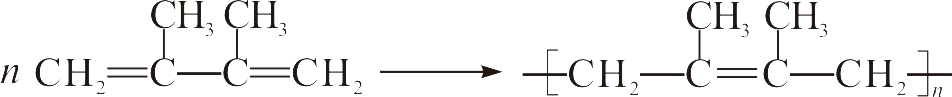 CH₃ CH₃ CH₃ CH₃
n CH₂=C—C=CH₂ ⟶ —[CH₂—C=C—CH₂]—ₙ